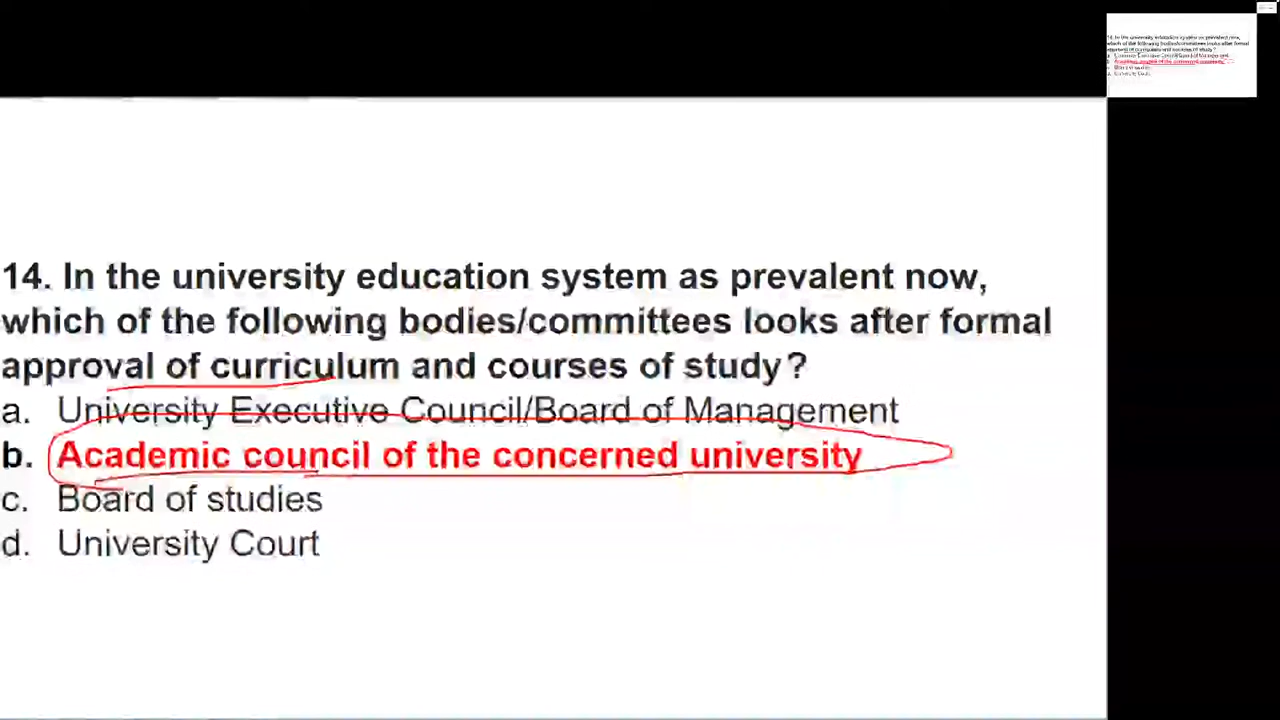 14. In the university education system as prevalent now,
which of the following bodies/committees looks after formal
approval of curriculum and courses of study?
a. University Executive Council/Board of Management
b. Academic council of the concerned university
c. Board of studies
d. University Court